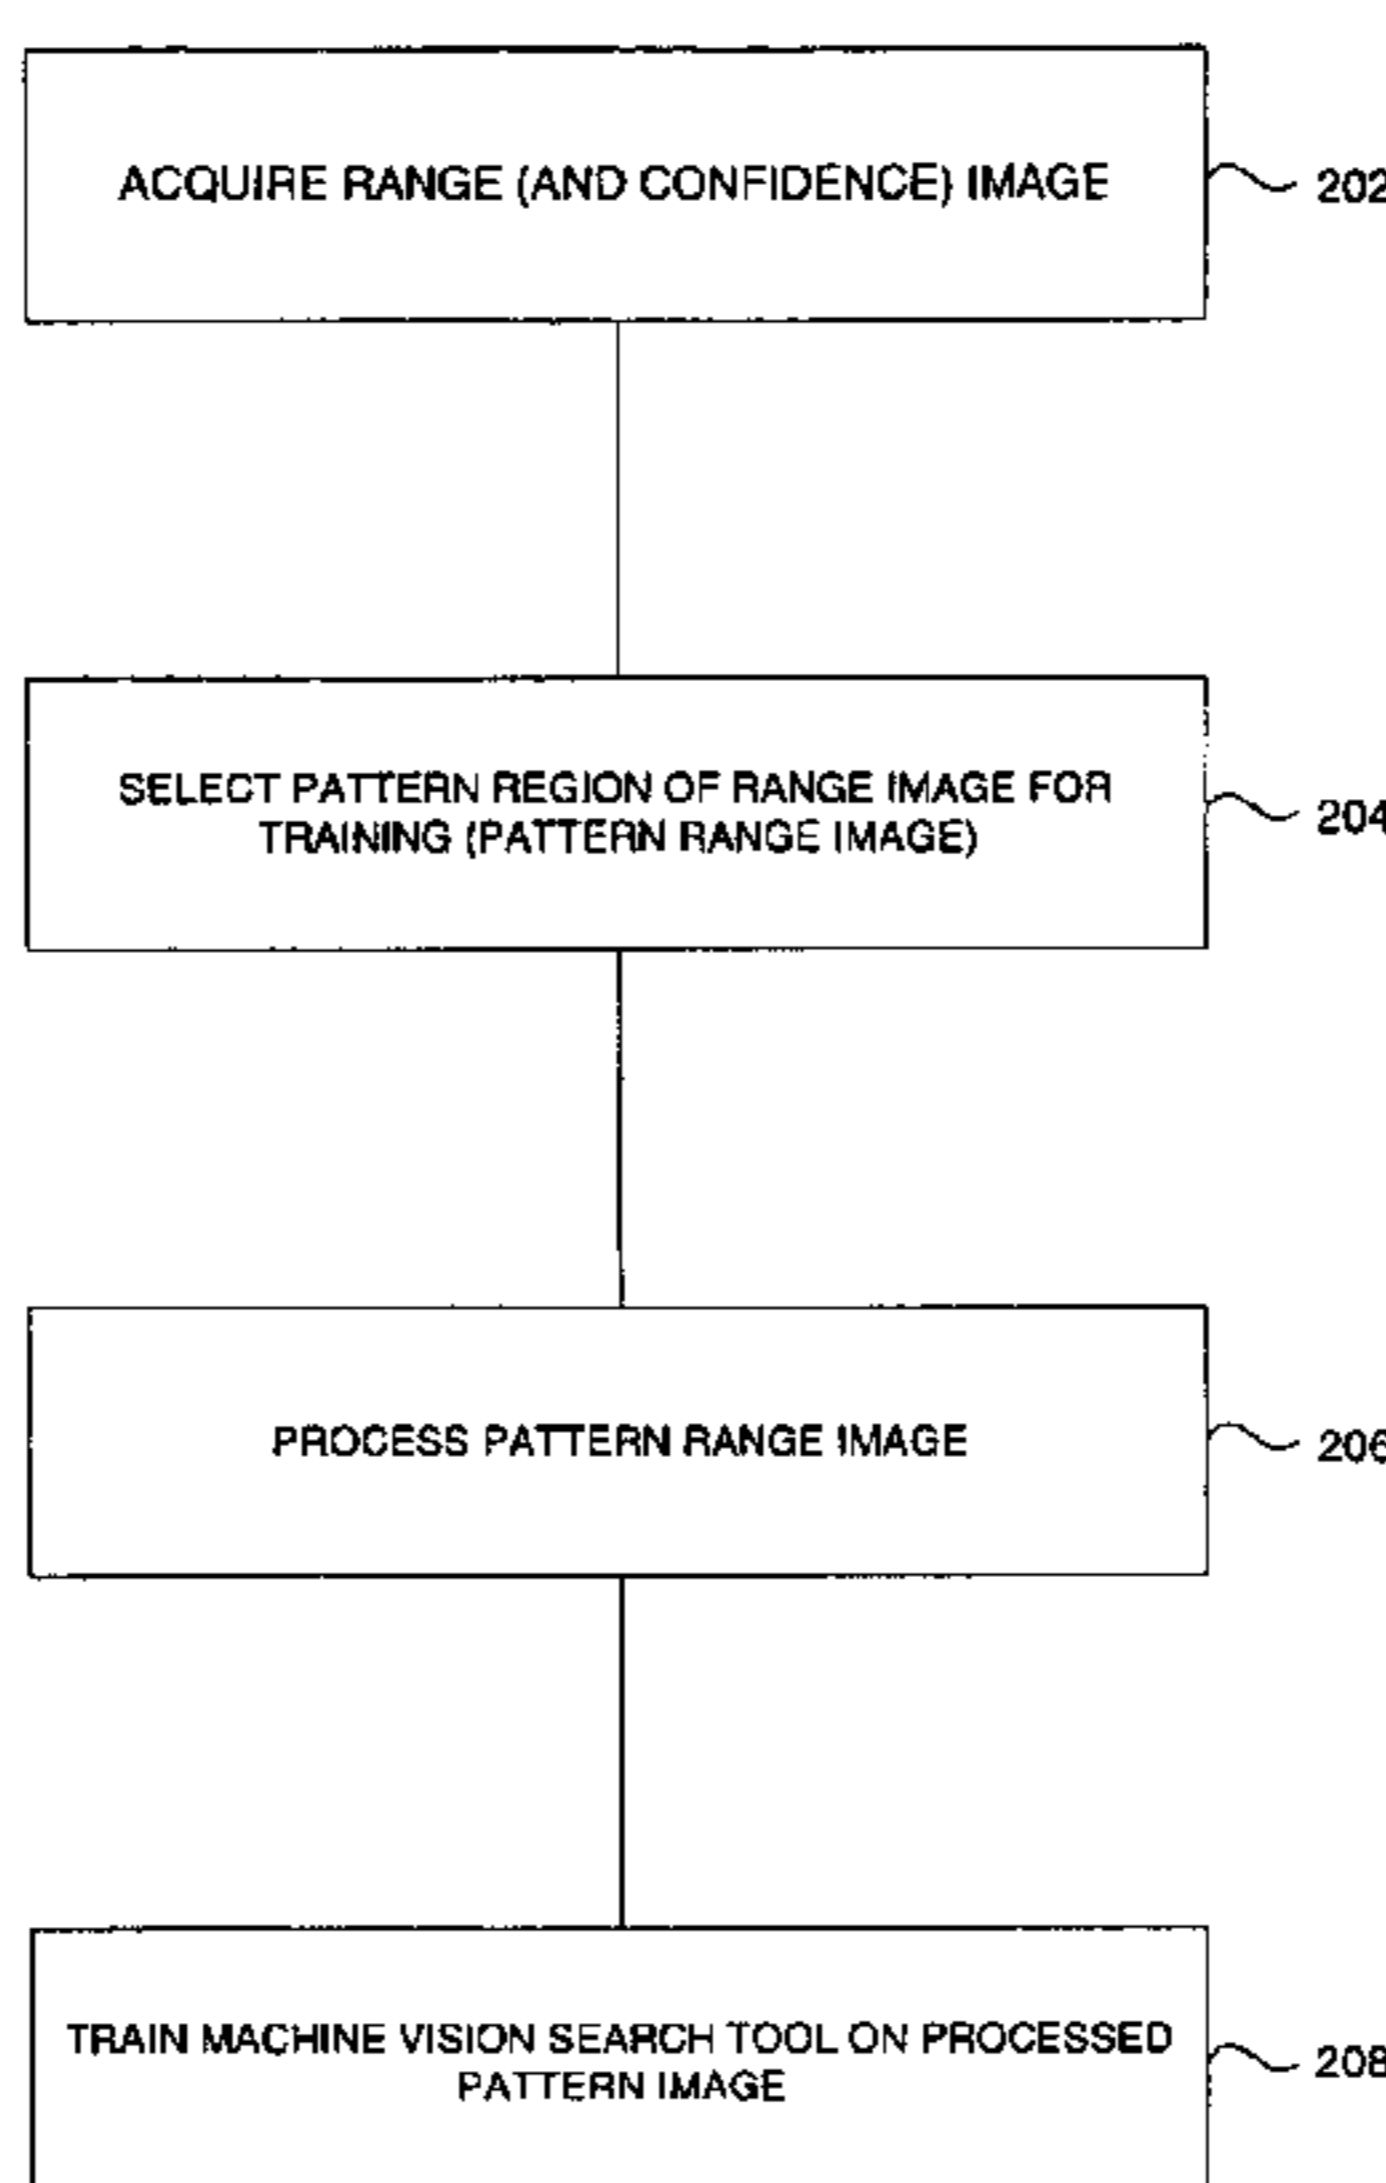 ACQUIRE RANGE (AND CONFIDENCE) IMAGE
202
SELECT PATTERN REGION OF RANGE IMAGE FOR
TRAINING (PATTERN RANGE IMAGE)
204
PROCESS PATTERN RANGE IMAGE
206
TRAIN MACHINE VISION SEARCH TOOL ON PROCESSED
PATTERN IMAGE
208